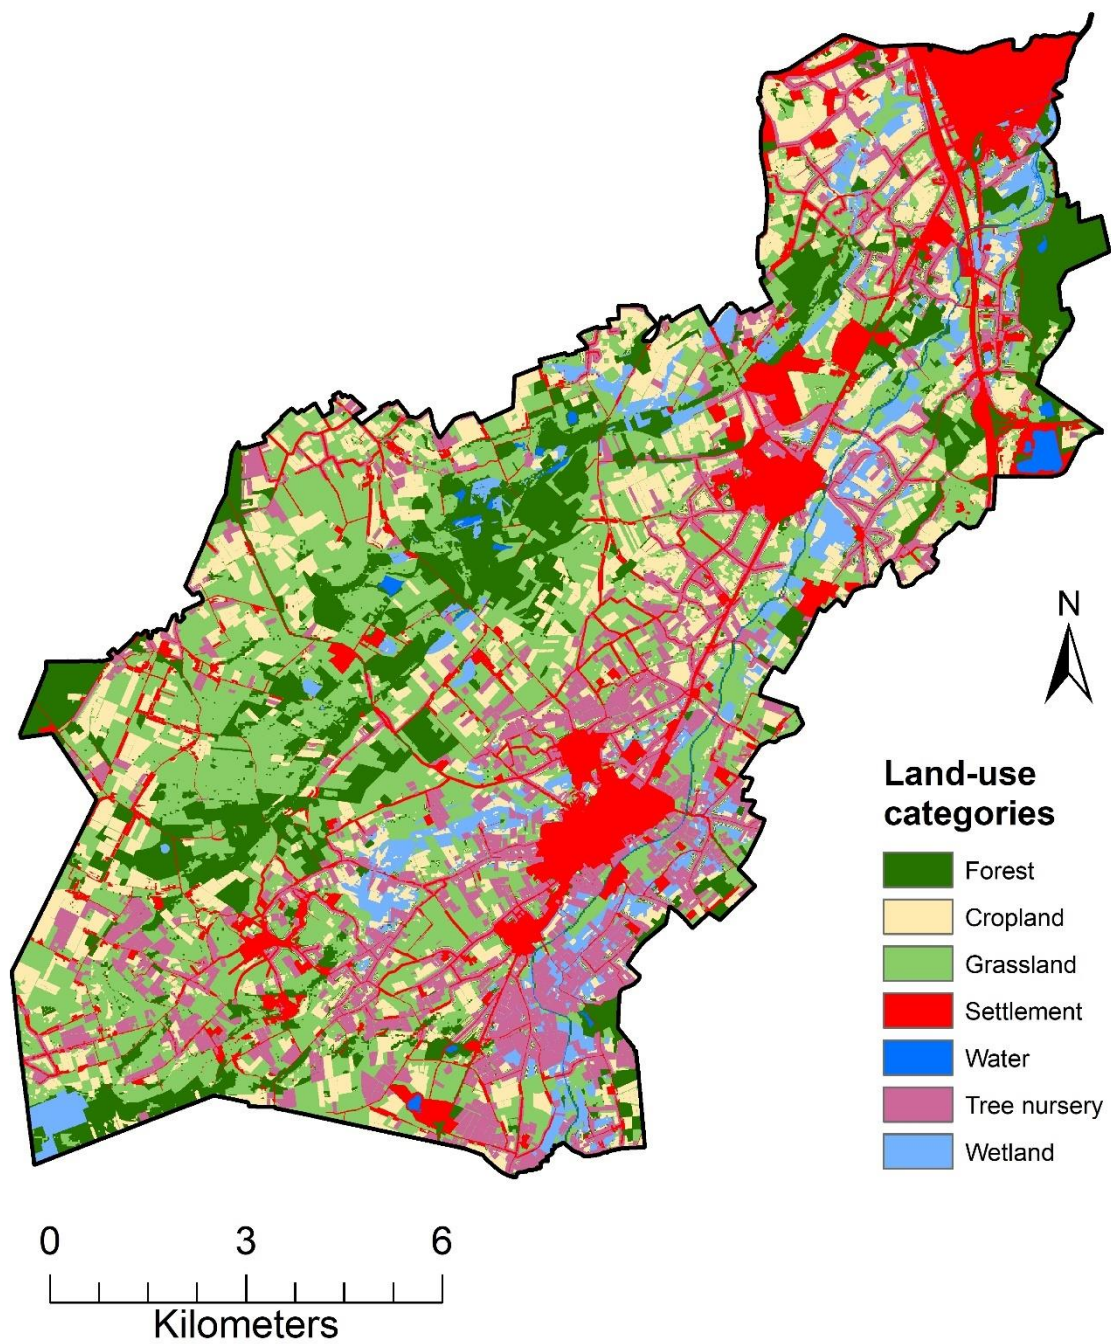 N
Land-use
categories
Forest
Cropland
Grassland
Settlement
Water
Tree nursery
Wetland
0 3 6
Kilometers